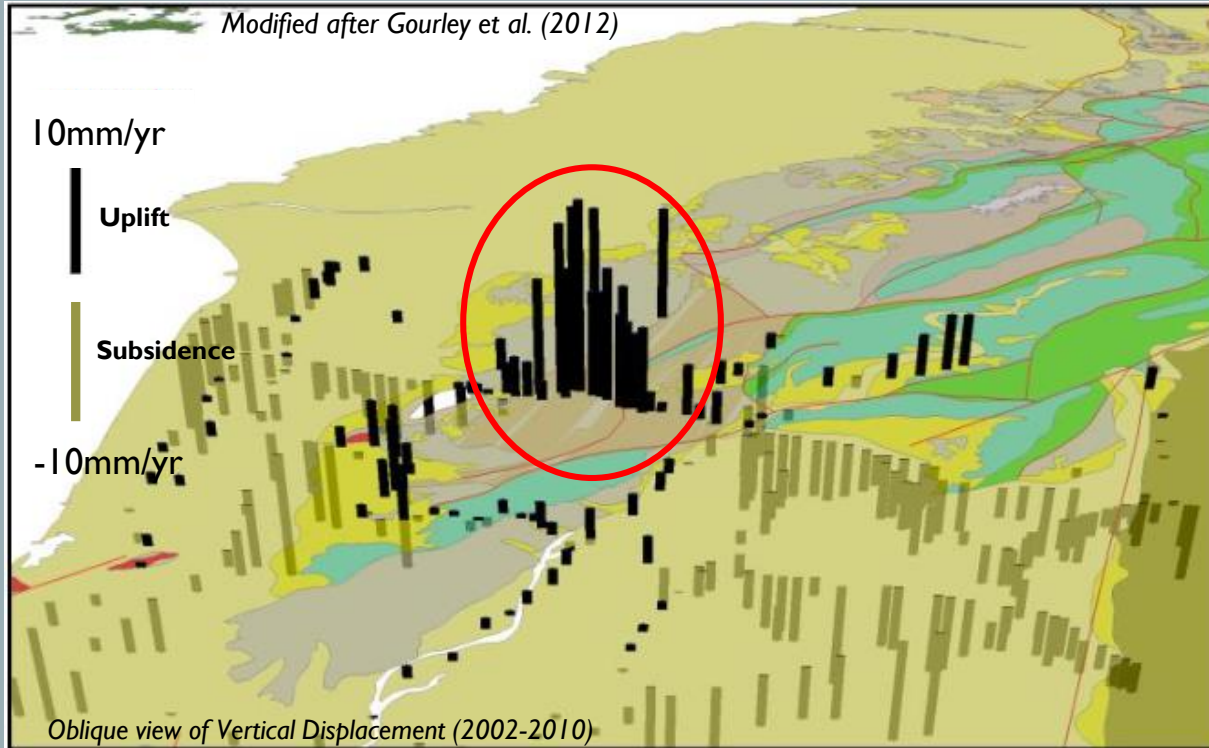 Modified after Gourley et al. (2012)
10mm/yr
Uplift
Subsidence
-10mm/yr
Oblique view of Vertical Displacement (2002-2010)